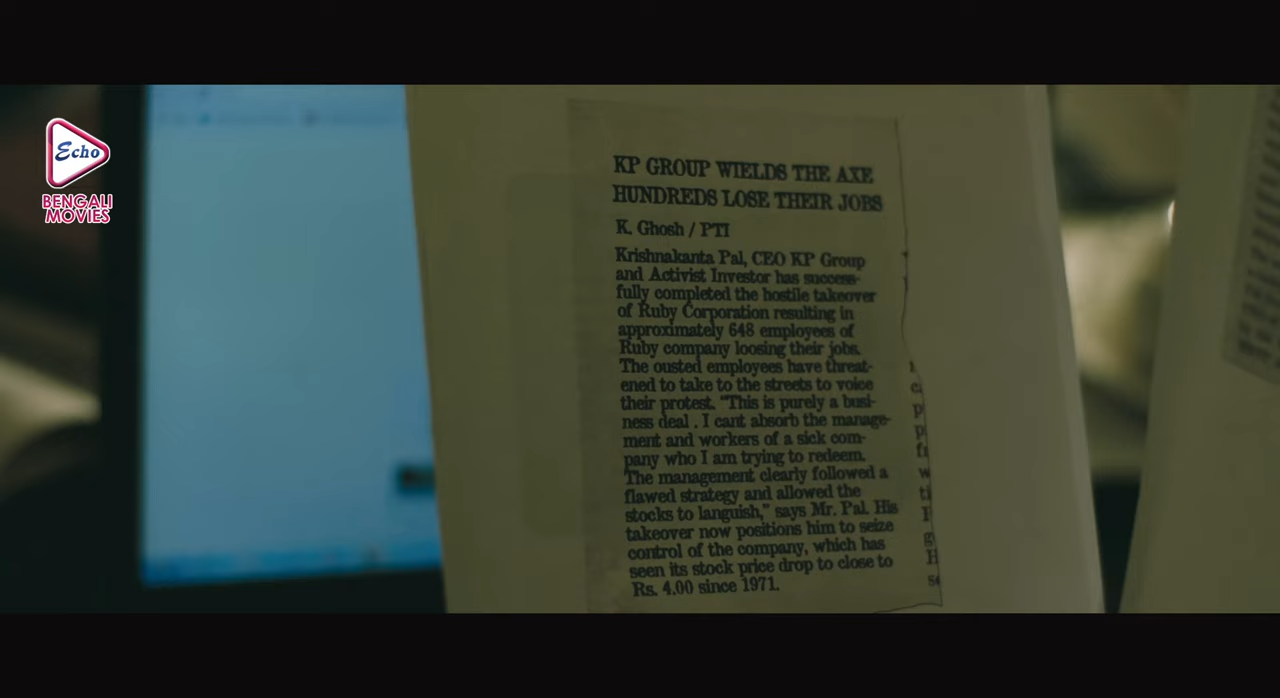 Echo
BENGALI
MOVIES
KP GROUP WIELDS THE AXE
HUNDREDS LOSE THEIR JOBS
K. Ghosh / PTI
Krishnakanta Pal, CEO KP Group
and Activist Investor has success-
fully completed the hostile takeover
of Ruby Corporation resulting in
approximately 648 employees of
Ruby company loosing their jobs.
The ousted employees have threat-
ened to take to the streets to voice
their protest. "This is purely a busi-
ness deal . I cant absorb the manage-
ment and workers of a sick com-
pany who I am trying to redeem.
The management clearly followed a
flawed strategy and allowed the
stocks to languish," says Mr. Pal. His
takeover now positions him to seize
control of the company, which has
seen its stock price drop to close to
Rs. 4.00 since 1971.